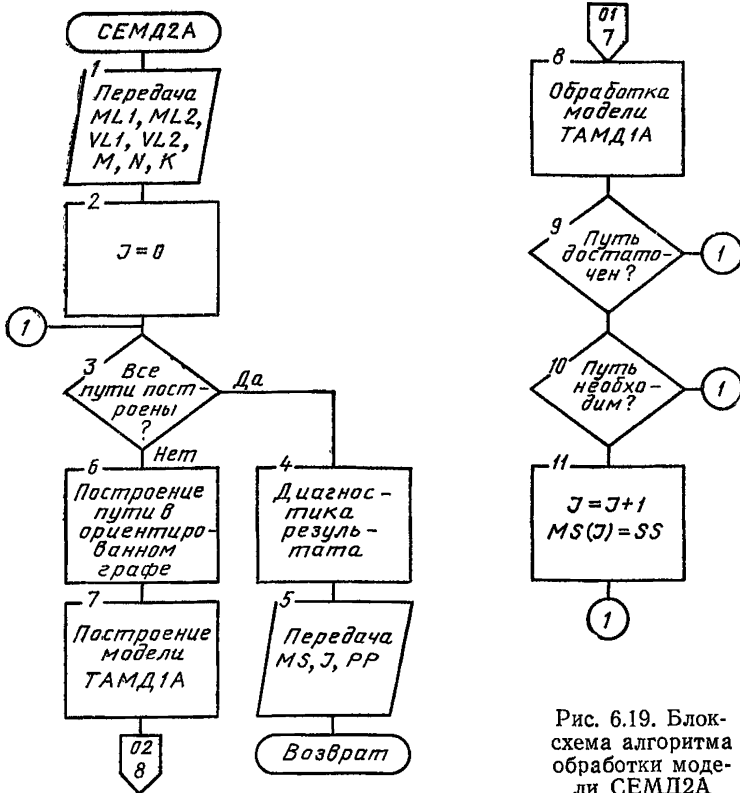 СЕМД2А
1
Передача
ML1, ML2,
VL1, VL2,
M, N, K
2
J=0
1
3
Все
пути пост-
роены
?
Да
Нет
6
Построение
пути в
ориентиро-
ванном
графе
7
Построение
модели
ТАМД1А
02
8
4
Диагнос-
тика
резуль-
тата
5
Передача
MS, J, PP
Возврат
01
7
8
Обработка
модели
ТАМД1А
9
Путь
достато-
чен?
1
10
Путь
необхо-
дим?
1
11
J=J+1
MS(J)=SS
1
Рис. 6.19. Блок-
схема алгоритма
обработки моде-
ли СЕМД2А